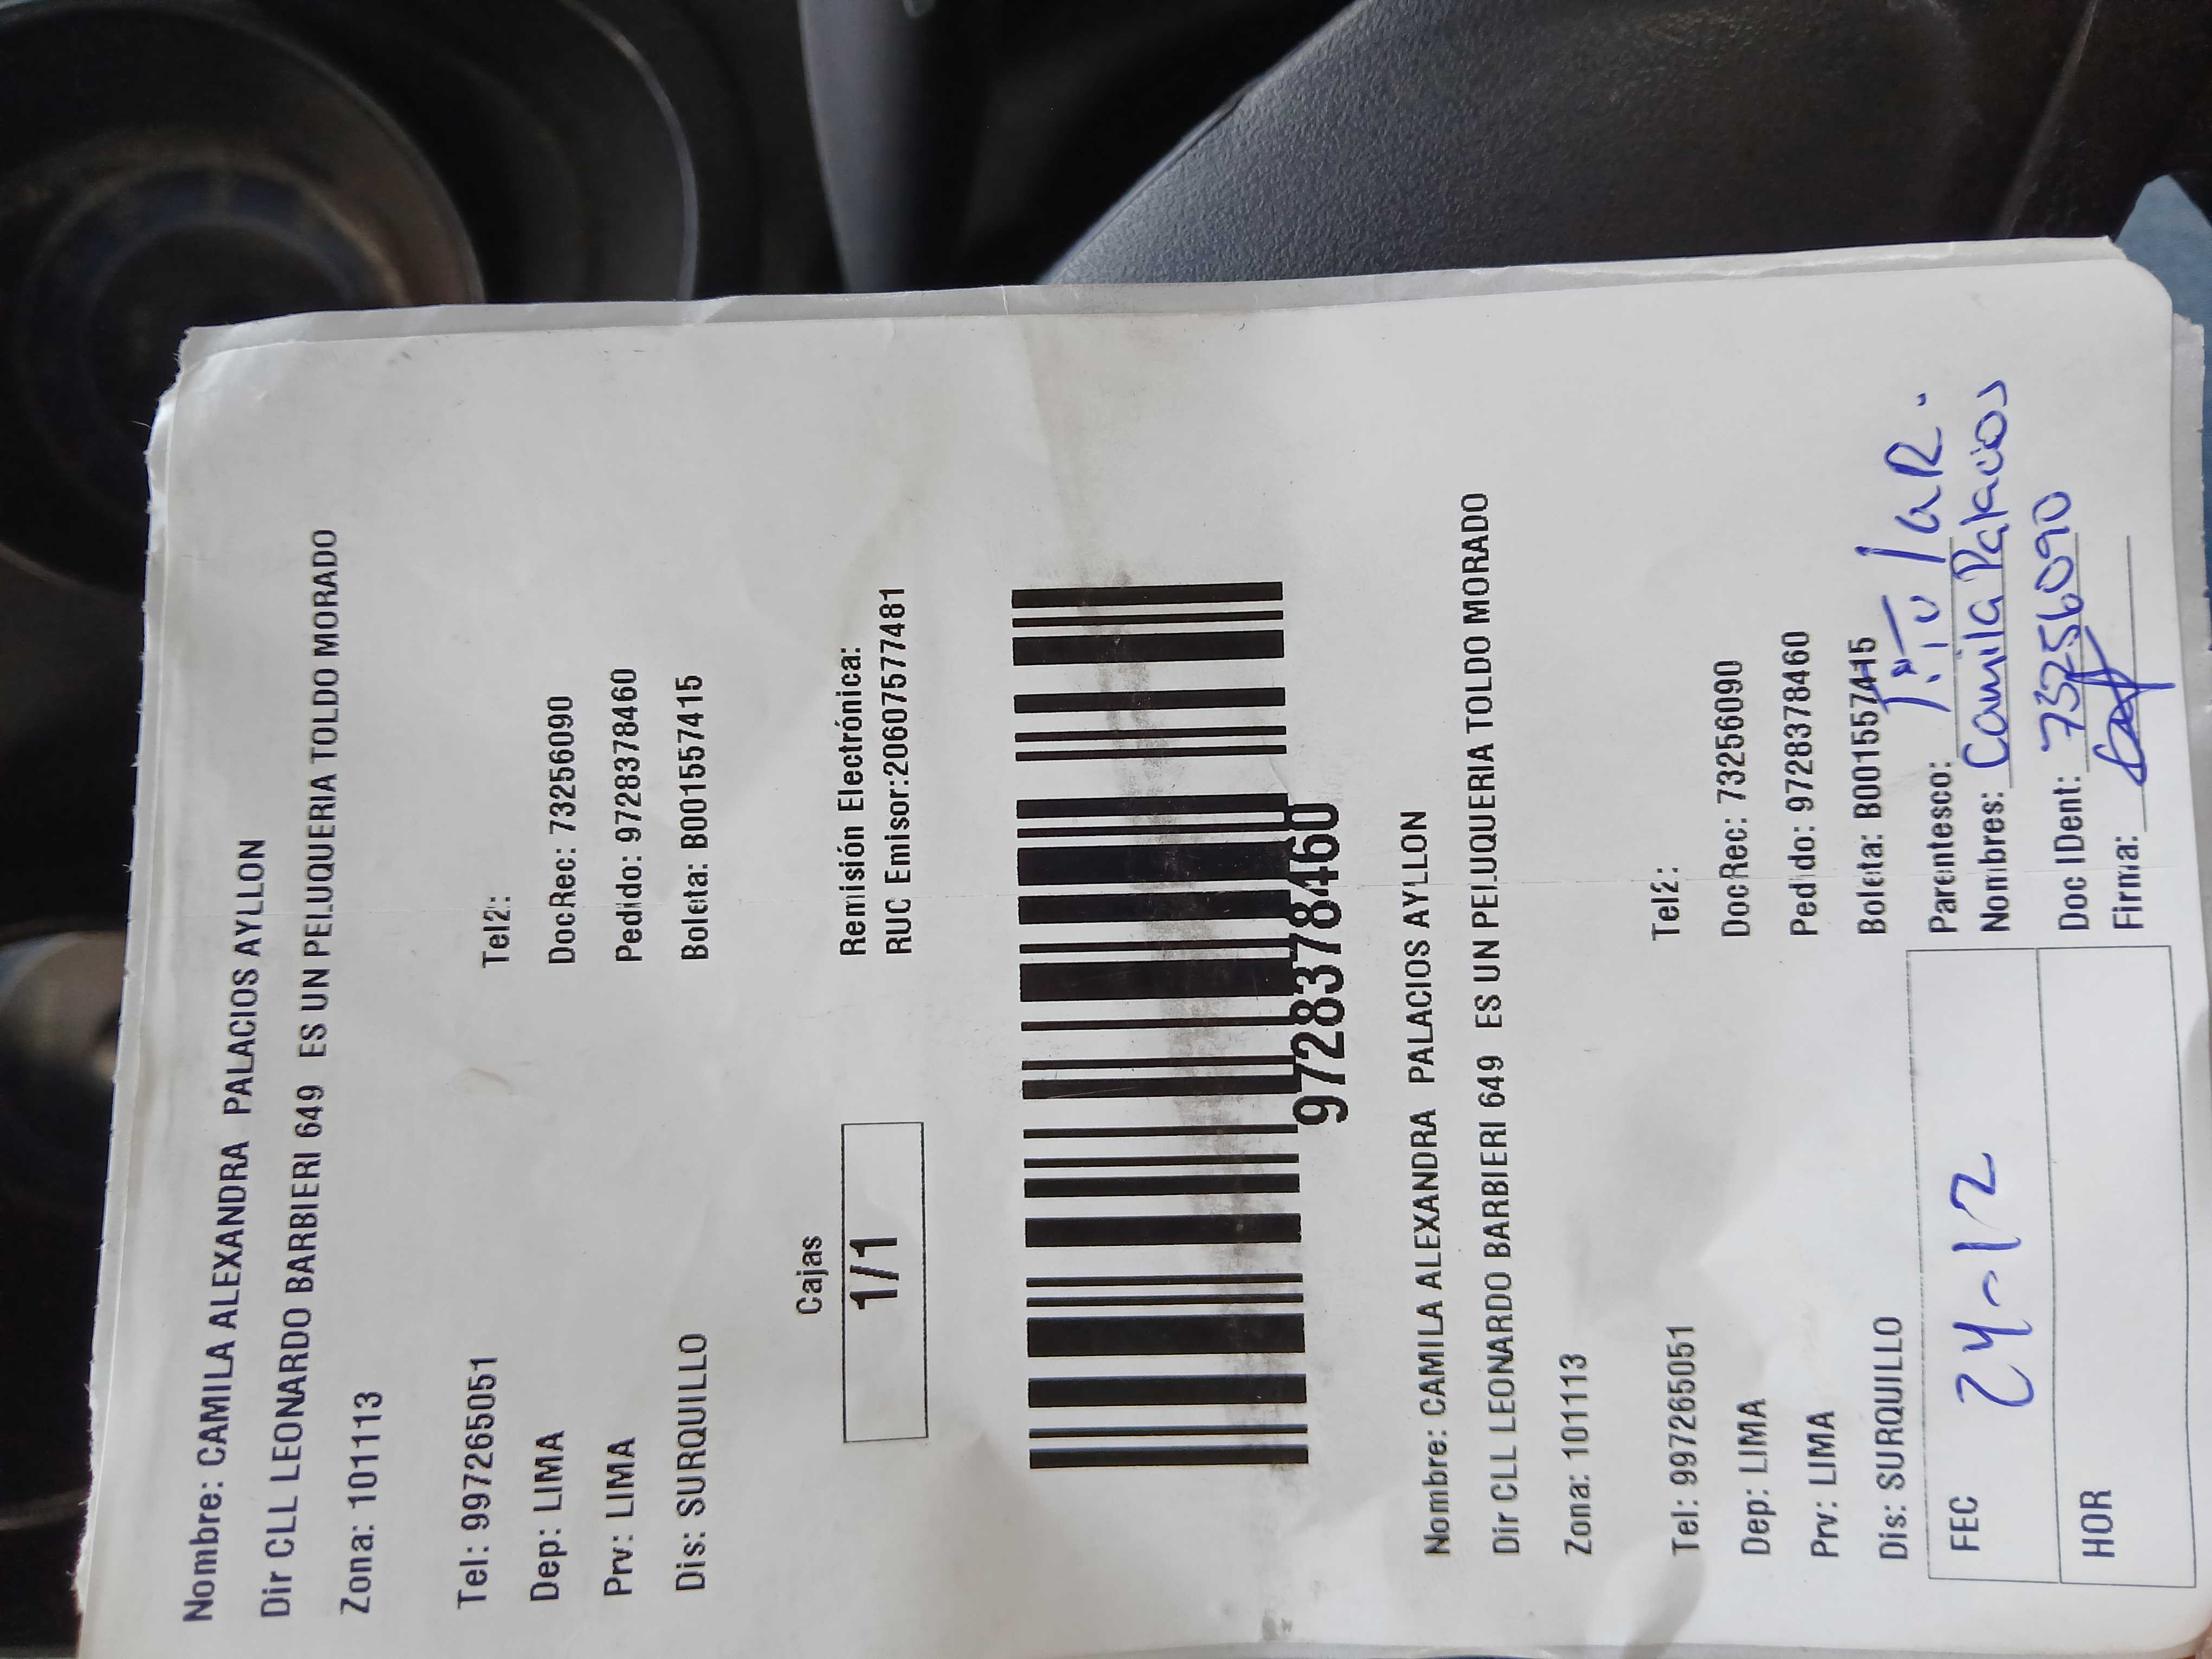 Nombre: CAMILA ALEXANDRA PALACIOS AYLLON
Dir CLL LEONARDO BARBIERI 649 ES UN PELUQUERIA TOLDO MORADO
Zona: 101113
Tel: 997265051 Tel2:
Dep: LIMA DocRec: 73256090
Prv: LIMA Pedido: 97283378460
Dis: SURQUILLO Boleta: B001557415
Cajas
1/1
Remisión Electrónica:
RUC Emisor:20607577481
97283378460
Nombre: CAMILA ALEXANDRA PALACIOS AYLLON
Dir CLL LEONARDO BARBIERI 649 ES UN PELUQUERIA TOLDO MORADO
Zona: 101113
Tel: 997265051 Tel2:
Dep: LIMA DocRec: 73256090
Prv: LIMA Pedido: 97283378460
Dis: SURQUILLO Boleta: B001557415
FEC 24-12
HOR
Parentesco: TiTulaR.
Nombres: Camila Palacios
Doc IDent: 73256090
Firma: